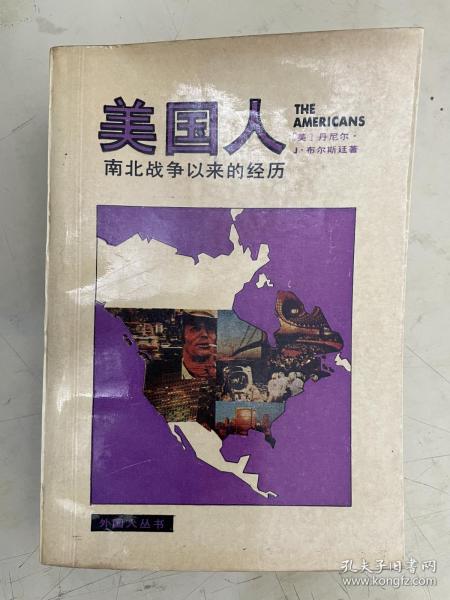 美国人
THE
AMERICANS
[美]丹尼尔·
J·布尔斯廷著
南北战争以来的经历
外国人丛书
孔夫子旧书网
www.kongfz.com